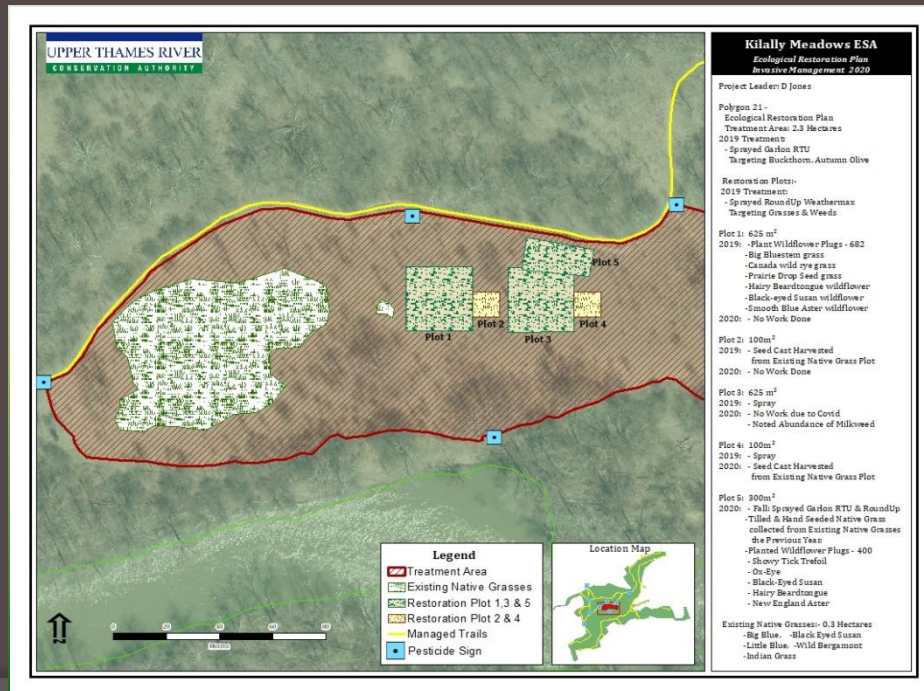 UPPER THAMES RIVER
CONSERVATION AUTHORITY
Kilally Meadows ESA
Ecological Restoration Plan
Invasive Management 2020
Project Leader: D Jones
Polygon 21 -
Ecological Restoration Plan
Treatment Area: 2.3 Hectares
2019 Treatment:
- Sprayed Garlon RTU
Targeting Buckthorn, Autumn Olive
Restoration Plots:-
2019 Treatment:
- Sprayed RoundUp Weathermax
Targeting Grasses & Weeds
Plot 1: 625 m²
2019: -Plant Wildflower Plugs - 682
-Big Bluestem grass
-Canada wild rye grass
-Prairie Drop Seed grass
-Hairy Beardtongue wildflower
-Black-eyed Susan wildflower
-Smooth Blue Aster wildflower
2020: - No Work Done
Plot 2: 100m²
2019: - Seed Cast Harvested
from Existing Native Grass Plot
2020: - No Work Done
Plot 3: 625 m²
2019: - Spray
2020: - No Work due to Covid
- Noted Abundance of Milkweed
Plot 4: 100m²
2019: - Spray
2020: - Seed Cast Harvested
from Existing Native Grass Plot
Plot 5: 300m²
2020: - Fall: Sprayed Garlon RTU & RoundUp
-Tilled & Hand Seeded Native Grass
collected from Existing Native Grasses
the Previous Year:
-Planted Wildflower Plugs - 400
- Showy Tick Trefoil
- Ox-Eye
- Black-Eyed Susan
- Hairy Beardtongue
- New England Aster
Existing Native Grasses:- 0.3 Hectares
-Big Blue, -Black Eyed Susan
-Little Blue, -Wild Bergamont
-Indian Grass
Plot 5
Plot 2
Plot 4
Plot 1
Plot 3
Legend
Treatment Area
Existing Native Grasses
Restoration Plot 1,3 & 5
Restoration Plot 2 & 4
Managed Trails
Pesticide Sign
Location Map
N
0 20 40 60 80
Meters